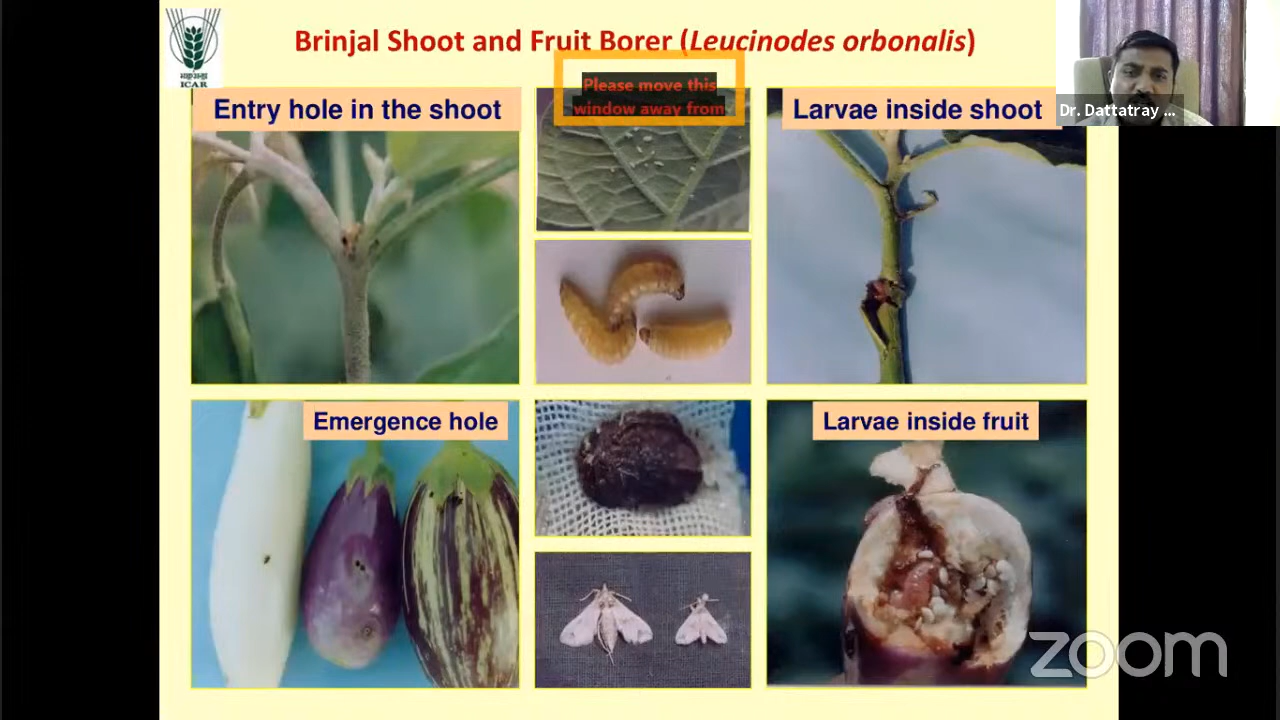 Brinjal Shoot and Fruit Borer (Leucinodes orbonalis)
ICAR
Please move this
window away from
Entry hole in the shoot
Larvae inside shoot
Dr. Dattatray ...
Emergence hole
Larvae inside fruit
zoom